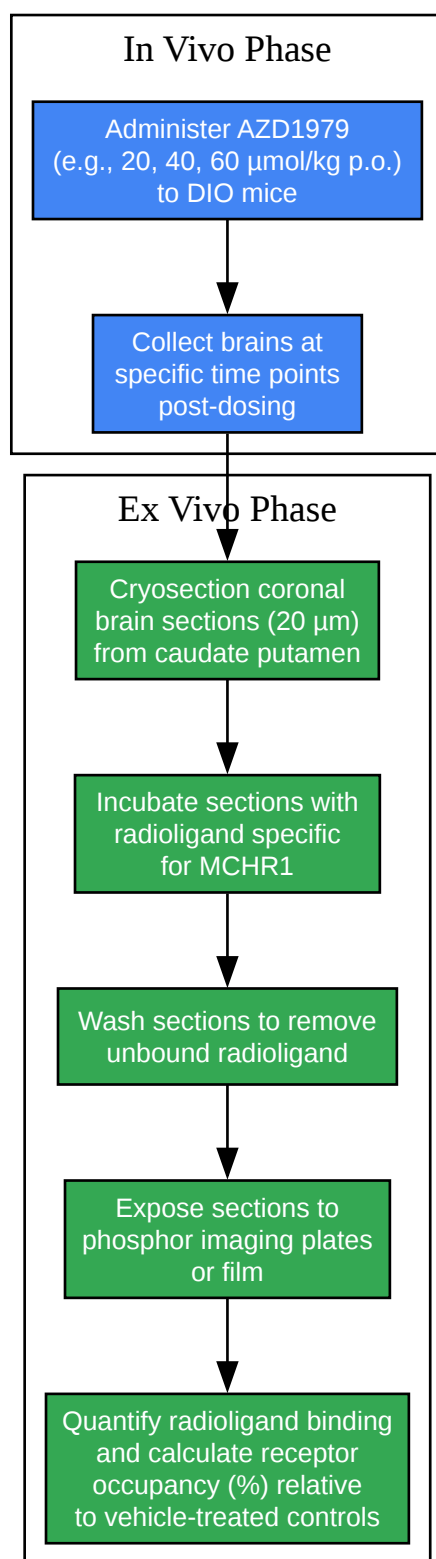 In Vivo Phase
Administer AZD1979
(e.g., 20, 40, 60 µmol/kg p.o.)
to DIO mice
Collect brains at
specific time points
post-dosing
Ex Vivo Phase
Cryosection coronal
brain sections (20 µm)
from caudate putamen
Incubate sections with
radioligand specific
for MCHR1
Wash sections to remove
unbound radioligand
Expose sections to
phosphor imaging plates
or film
Quantify radioligand binding
and calculate receptor
occupancy (%) relative
to vehicle-treated controls